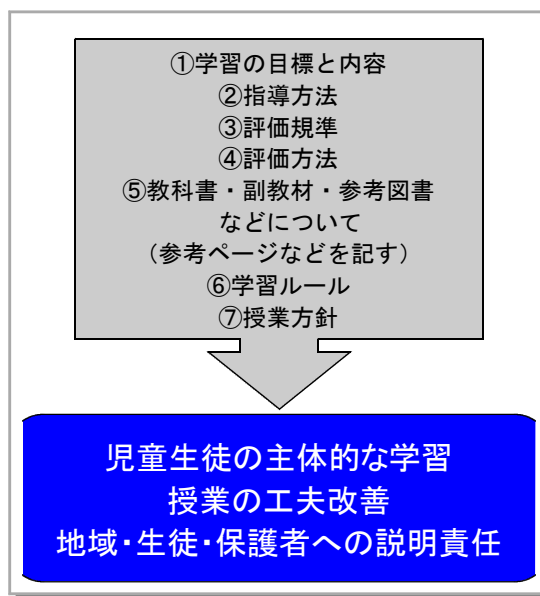 ①学習の目標と内容
②指導方法
③評価規準
④評価方法
⑤教科書・副教材・参考図書
などについて
（参考ページなどを記す）
⑥学習ルール
⑦授業方針
児童生徒の主体的な学習
授業の工夫改善
地域・生徒・保護者への説明責任